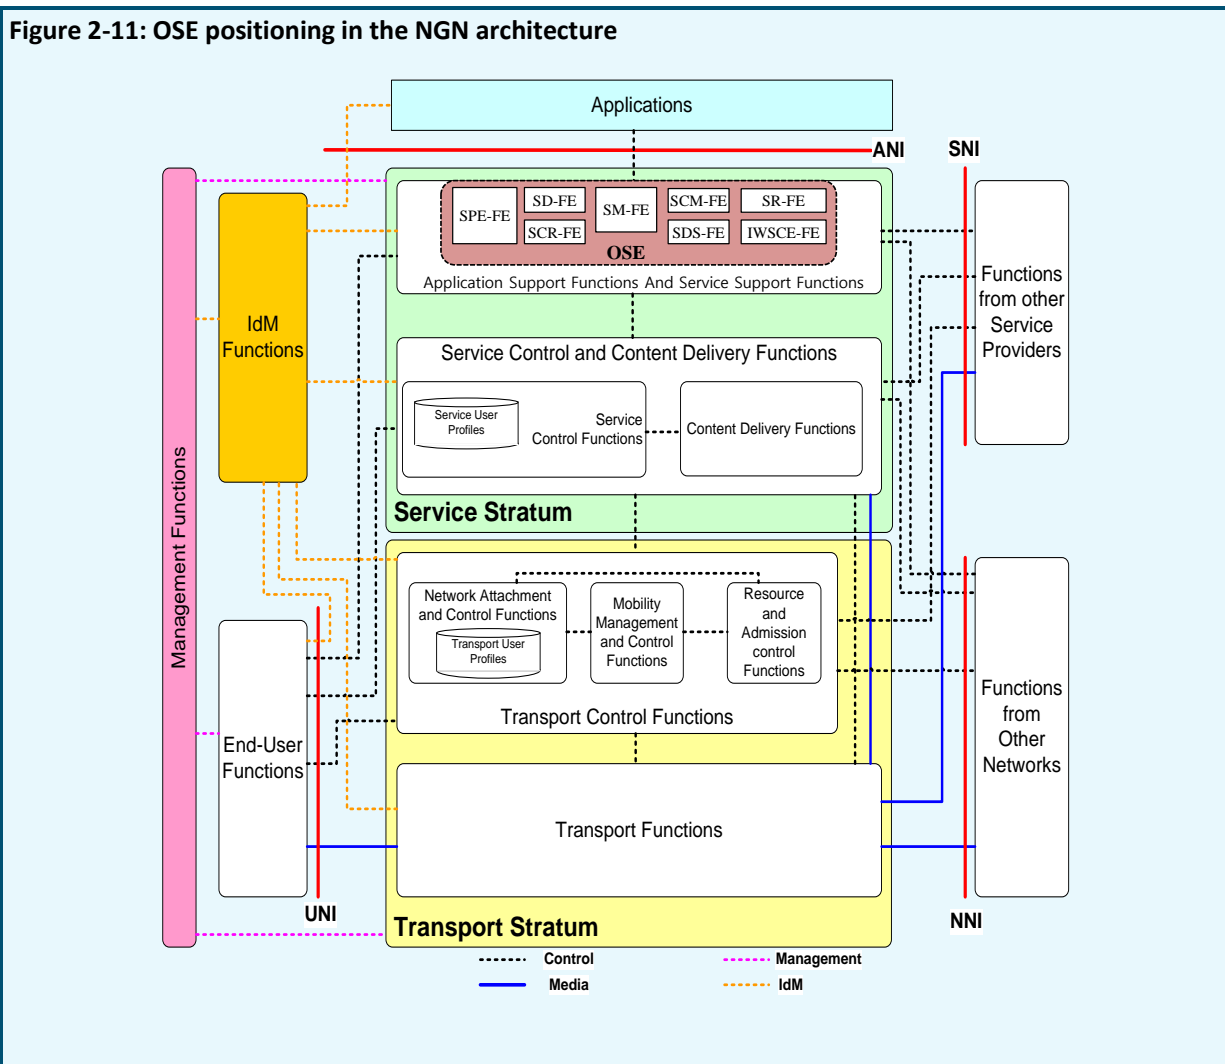 Figure 2-11: OSE positioning in the NGN architecture
Applications
ANI
SNI
SPE-FE
SD-FE
SCR-FE
SM-FE
SCM-FE
SDS-FE
SR-FE
IWSCE-FE
OSE
Application Support Functions And Service Support Functions
Functions
from other
Service
Providers
IdM
Functions
Management Functions
Service Control and Content Delivery Functions
Service User
Profiles
Service
Control Functions
Content Delivery Functions
Service Stratum
Network Attachment
and Control Functions
Transport User
Profiles
Mobility
Management
and Control
Functions
Resource
and
Admission
control
Functions
Transport Control Functions
End-User
Functions
Functions
from
Other
Networks
Transport Functions
UNI
NNI
Transport Stratum
Control
Management
Media
IdM